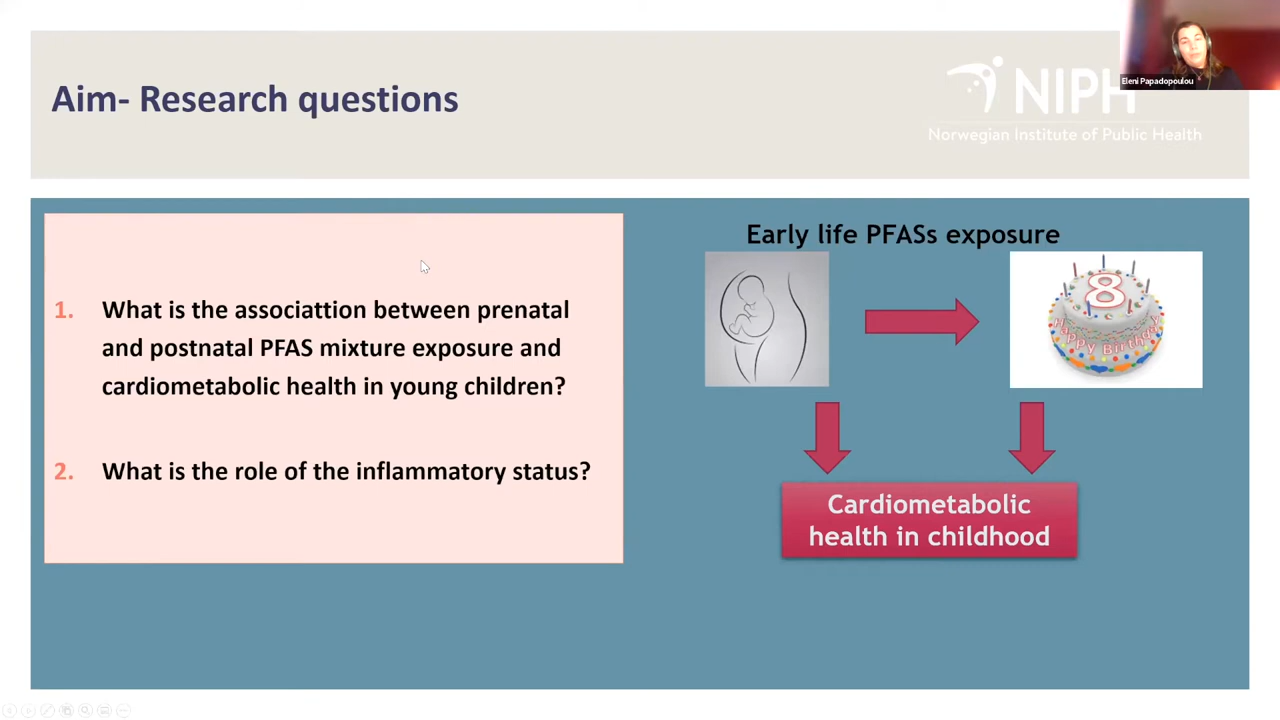 Aim- Research questions
NIPH
Norwegian Institute of Public Health
Eleni Papadopoulou
1. What is the associattion between prenatal
and postnatal PFAS mixture exposure and
cardiometabolic health in young children?
2. What is the role of the inflammatory status?
Early life PFASs exposure
8
Happy Birthday
Cardiometabolic
health in childhood